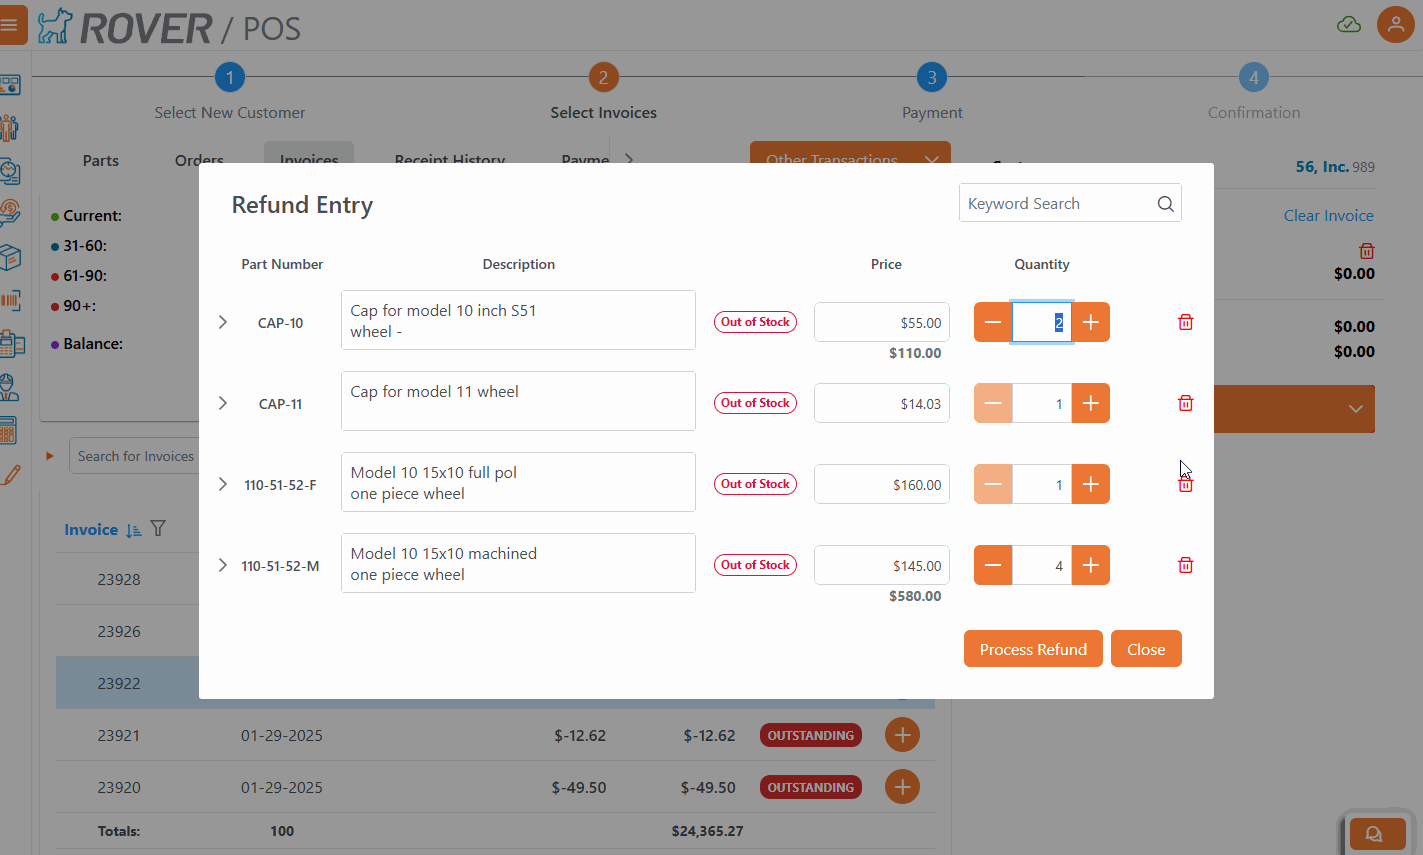 ROVER / POS
1
2
3
4
Select New Customer
Select Invoices
Payment
Confirmation
Parts
Orders
Invoices
Receipt History
Other Transactions
56, Inc. 989
Current:
31-60:
61-90:
90+:
Balance:
Clear Invoice
$0.00
$0.00
$0.00
Search for Invoices
Invoice
Refund Entry
Keyword Search
Part Number
Description
Price
Quantity
CAP-10
Cap for model 10 inch S51
wheel -
Out of Stock
$55.00
2
$110.00
CAP-11
Cap for model 11 wheel
Out of Stock
$14.03
1
110-51-52-F
Model 10 15x10 full pol
one piece wheel
Out of Stock
$160.00
1
110-51-52-M
Model 10 15x10 machined
one piece wheel
Out of Stock
$145.00
4
$580.00
Process Refund
Close
23928
23926
23922
23921 01-29-2025 $-12.62 $-12.62 OUTSTANDING
23920 01-29-2025 $-49.50 $-49.50 OUTSTANDING
Totals: 100 $24,365.27